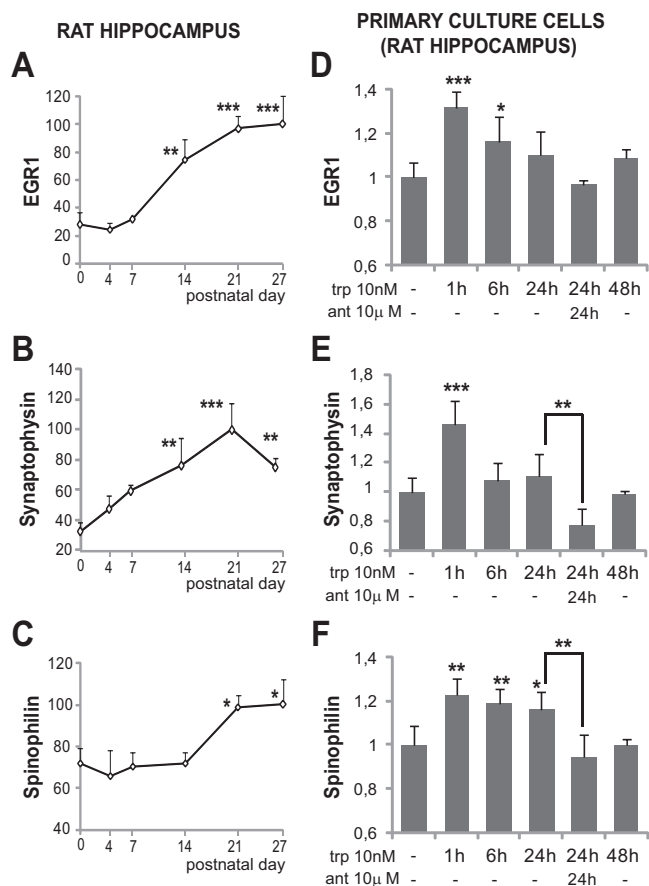 RAT HIPPOCAMPUS
PRIMARY CULTURE CELLS
(RAT HIPPOCAMPUS)
A
EGR1
120
100
80
60
40
20
0
** *** ***
0 4 7 14 21 27
postnatal day
D
EGR1
1,4
1,2
1
0,8
0,6
*** *
trp 10nM - 1h 6h 24h 24h 48h
ant 10μ M - - - - 24h -
B
Synaptophysin
140
120
100
80
60
40
20
** *** **
0 4 7 14 21 27
postnatal day
E
Synaptophysin
1,8
1,6
1,4
1,2
1
0,8
0,6
*** **
trp 10nM - 1h 6h 24h 24h 48h
ant 10μ M - - - - 24h -
C
Spinophilin
120
100
80
60
40
* *
0 4 7 14 21 27
postnatal day
F
Spinophilin
1,4
1,2
1
0,8
0,6
** ** * **
trp 10nM - 1h 6h 24h 24h 48h
ant 10μ M - - - - 24h -